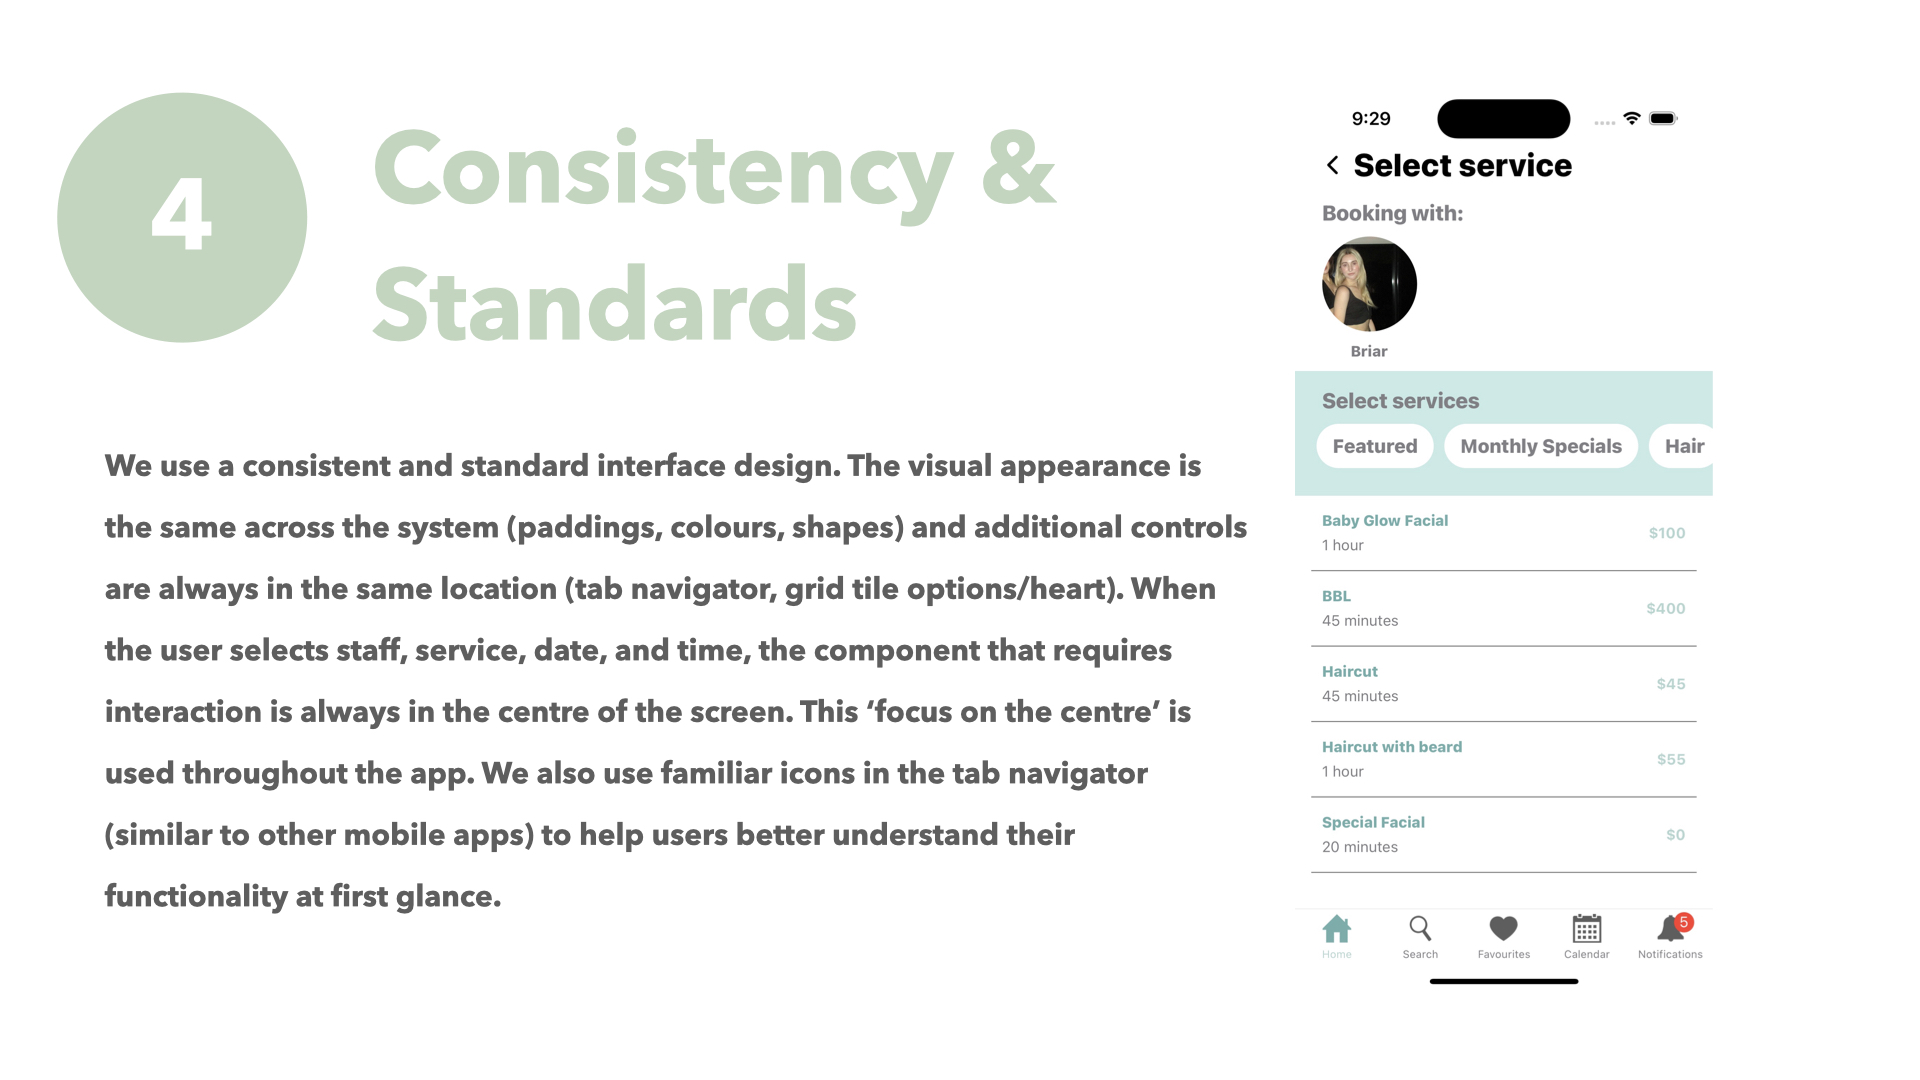 4
Consistency &
Standards
We use a consistent and standard interface design. The visual appearance is
the same across the system (paddings, colours, shapes) and additional controls
are always in the same location (tab navigator, grid tile options/heart). When
the user selects staff, service, date, and time, the component that requires
interaction is always in the centre of the screen. This ‘focus on the centre’ is
used throughout the app. We also use familiar icons in the tab navigator
(similar to other mobile apps) to help users better understand their
functionality at first glance.
9:29
Select service
Booking with:
Briar
Select services
Featured Monthly Specials Hair
Baby Glow Facial
1 hour
$100
BBL
45 minutes
$400
Haircut
45 minutes
$45
Haircut with beard
1 hour
$55
Special Facial
20 minutes
$0
5
Home Search Favourites Calendar Notifications